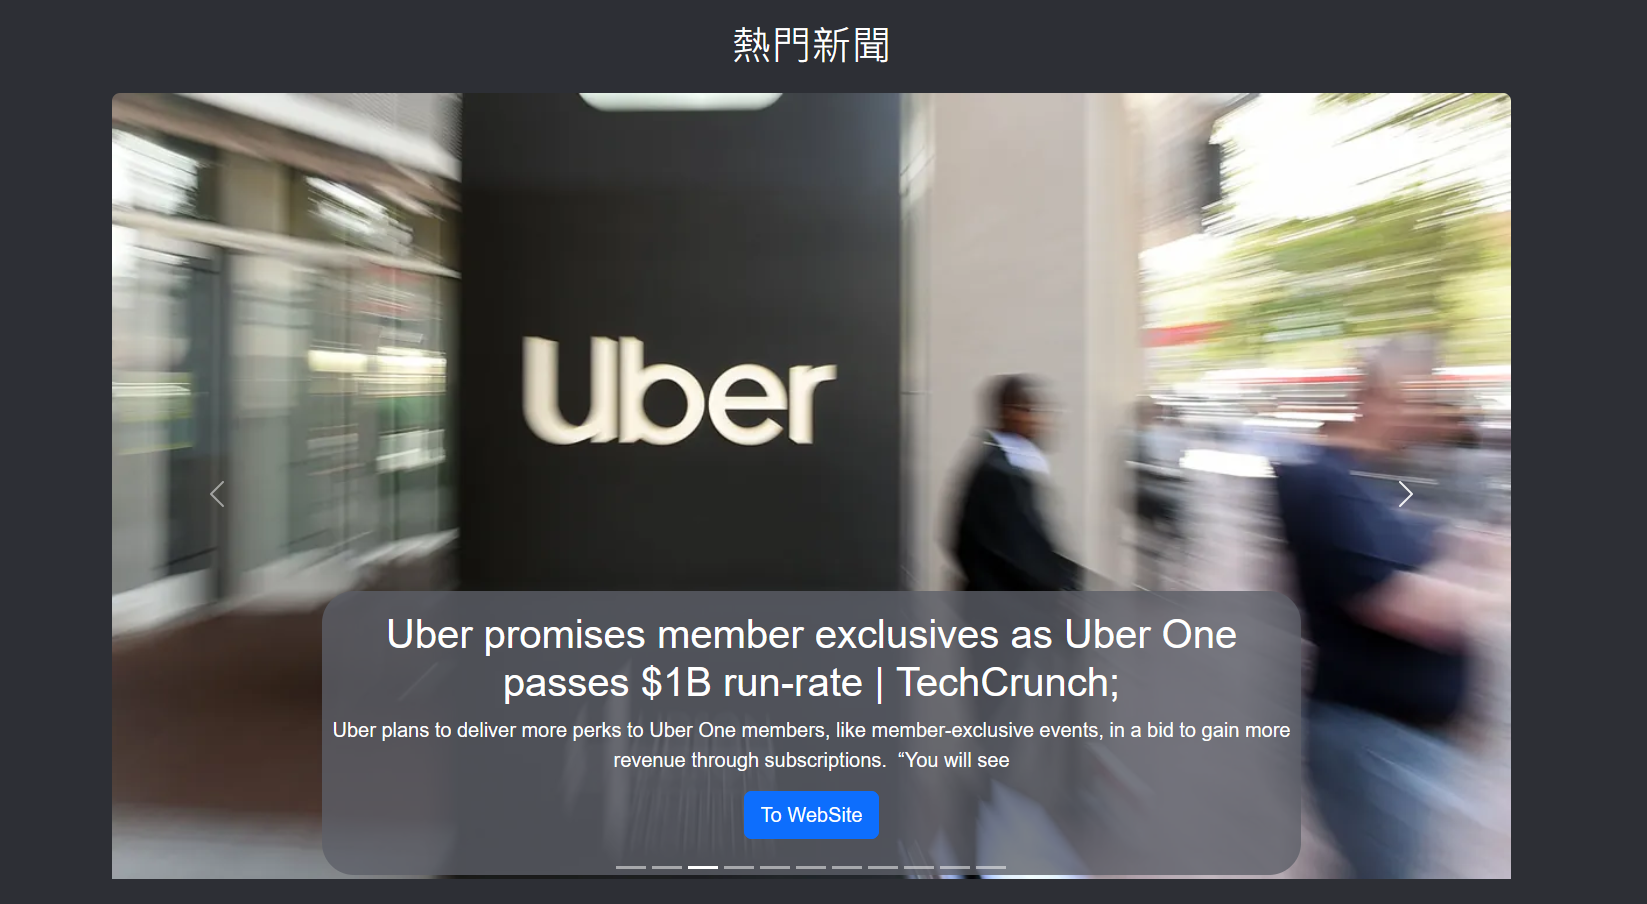 熱門新聞
Uber
Uber promises member exclusives as Uber One
passes $1B run-rate | TechCrunch;
Uber plans to deliver more perks to Uber One members, like member-exclusive events, in a bid to gain more
revenue through subscriptions.  “You will see
To WebSite